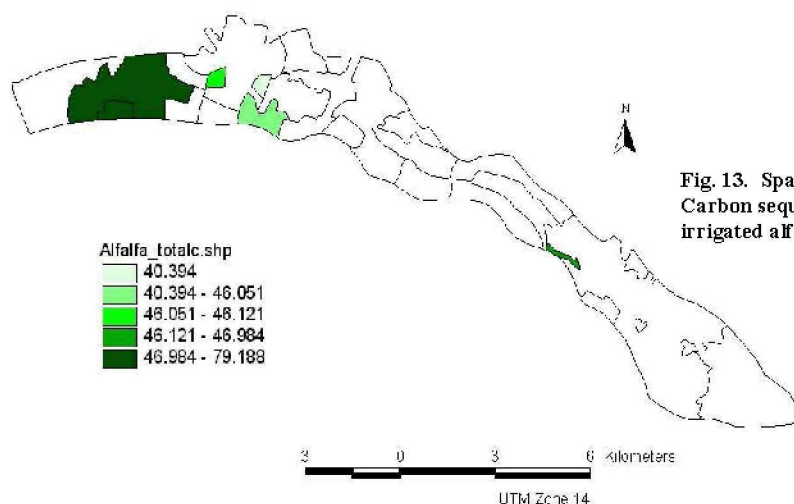 N
Fig. 13. Spa
Carbon sequ
irrigated alf
Alfalfa_totalc.shp
40.394
40.394 - 46.051
46.051 - 46.121
46.121 - 46.984
46.984 - 79.188
3 0 3 6 Kilometers
UTM Zone 14